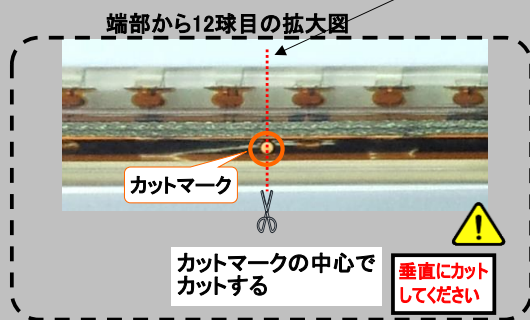 端部から12球目の拡大図
カットマーク
カットマークの中心で
カットする
垂直にカット
してください